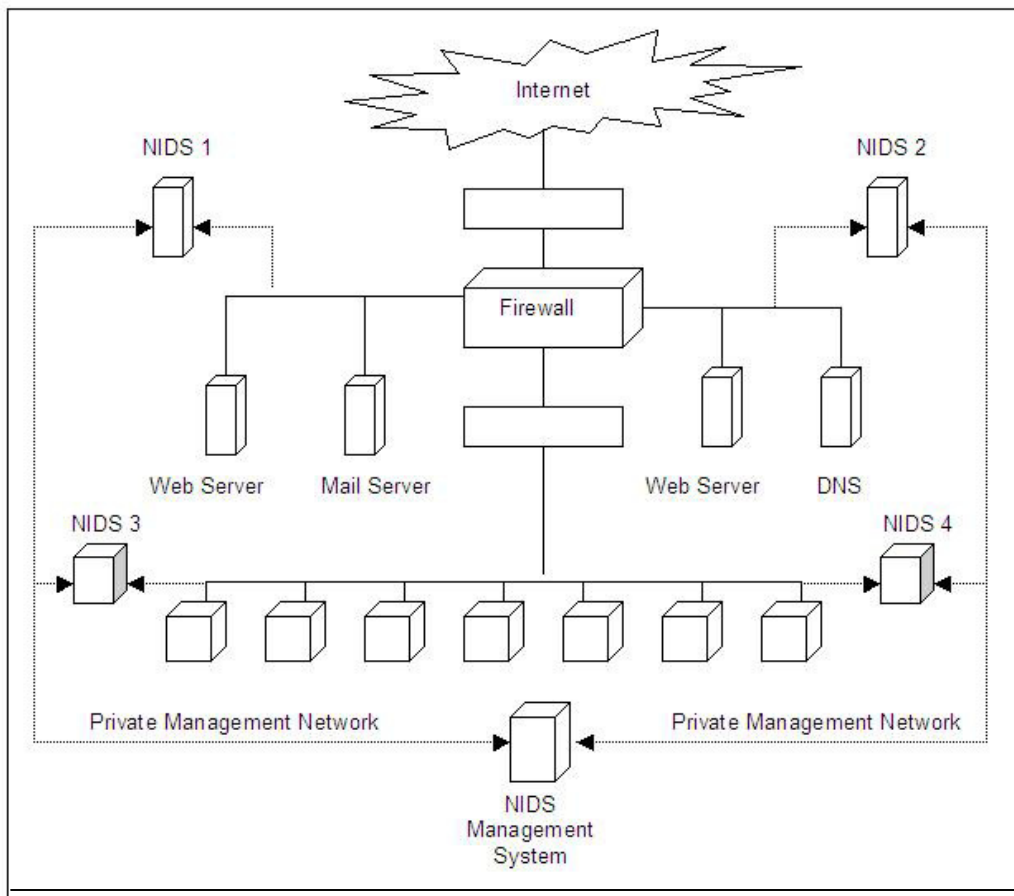 Internet
NIDS 1
NIDS 2
Firewall
Web Server
Mail Server
Web Server
DNS
NIDS 3
NIDS 4
Private Management Network
Private Management Network
NIDS
Management
System